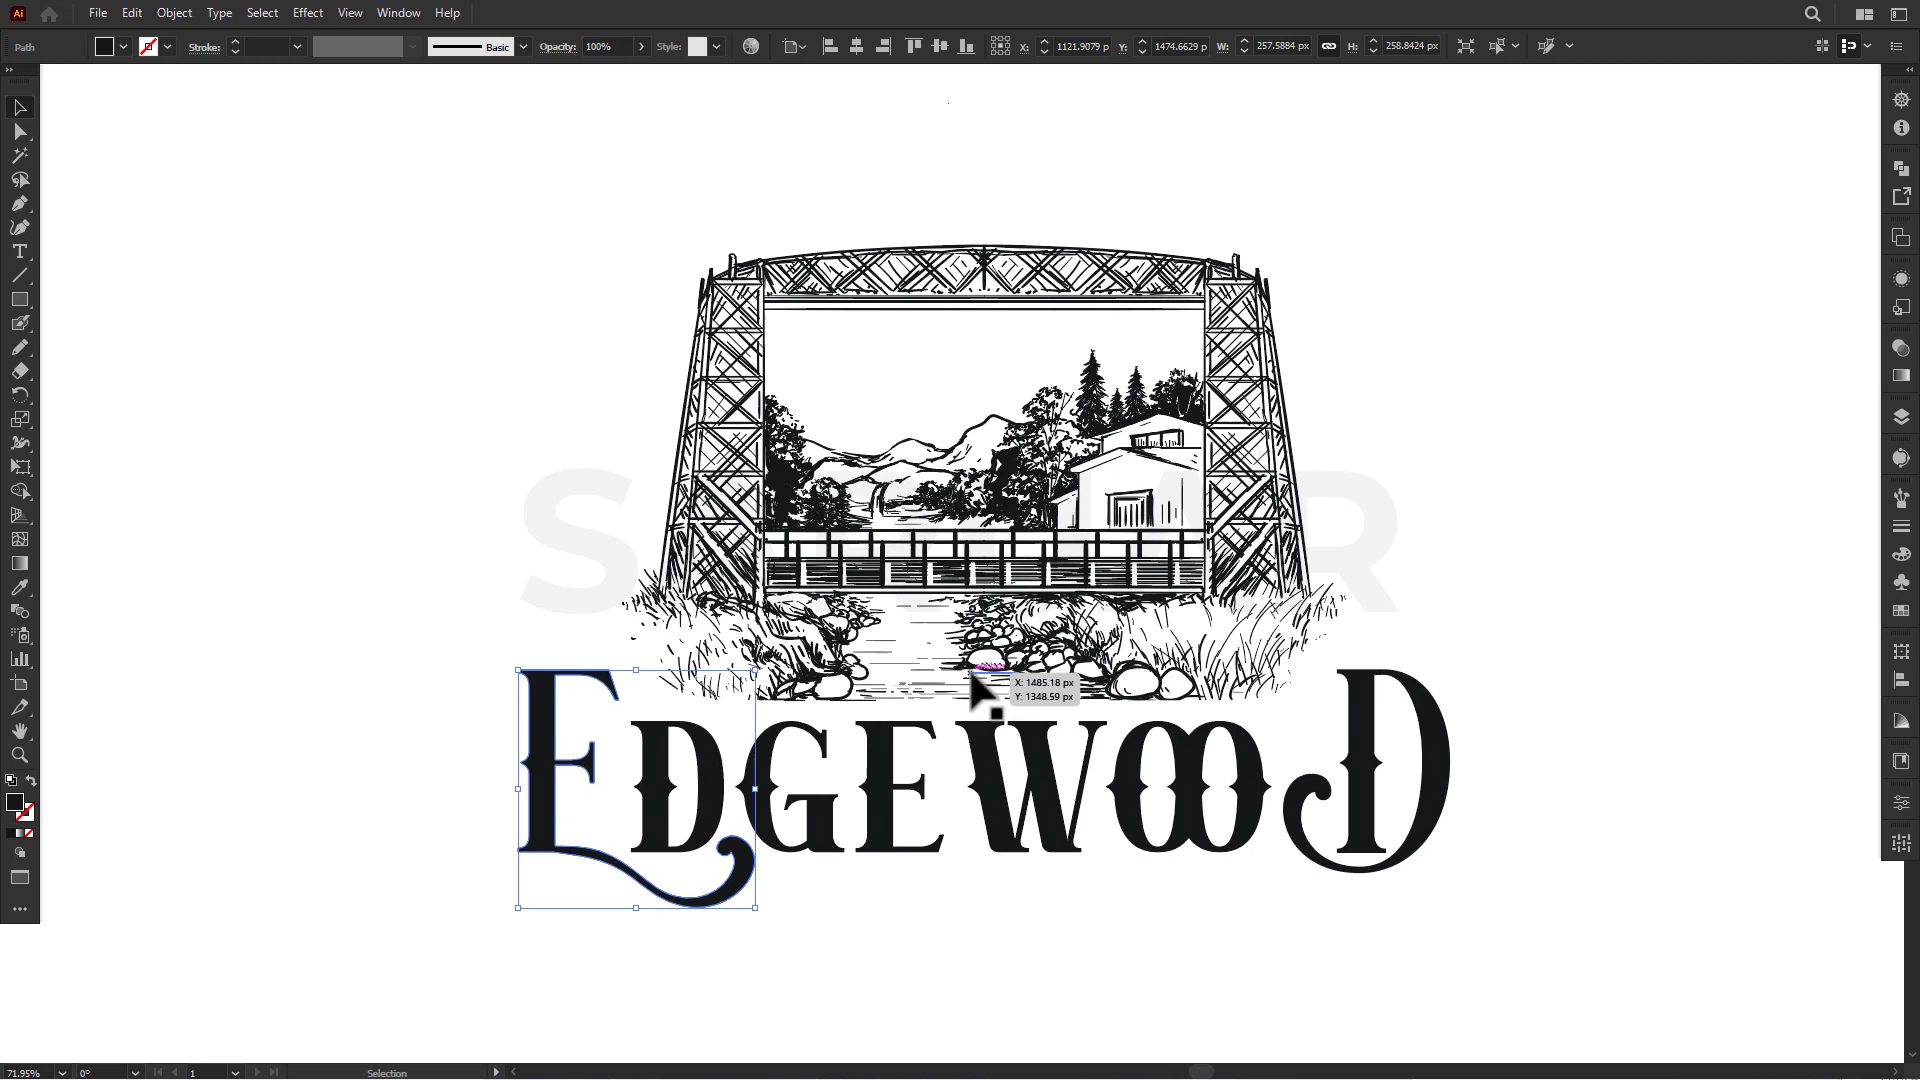 Ai File Edit Object Type Select Effect View Window Help
Path Stroke: Basic Opacity: 100% Style: X: 1121.9079 p Y: 1474.6629 p W: 257.5884 px H: 258.8424 px
X: 1485.18 px
Y: 1348.59 px
EDGEWOOD
71.95% 0° 1 Selection